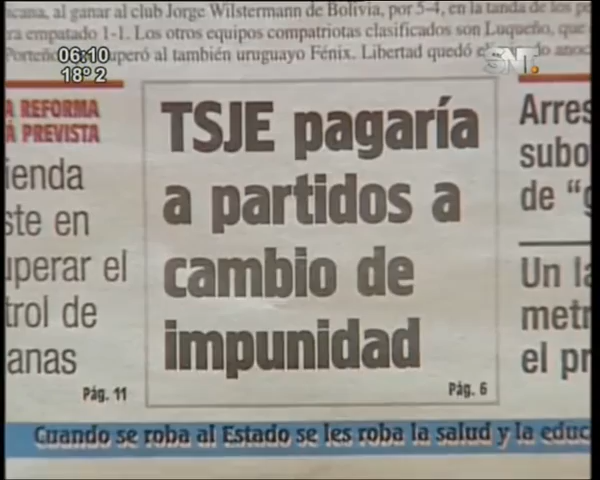 acana, al ganar al club Jorge Wilstermann de Bolivia, por 5-4, en la tanda de los p
ra empatado 1-1. Los otros equipos compatriotas clasificados son Luqueño, que
Porteño superó al también uruguayo Fénix. Libertad quedó
06:10
18º 2
SNT.
A REFORMA
A PREVISTA
ienda
ste en
uperar el
trol de
anas
Pág. 11
TSJE pagaría
a partidos a
cambio de
impunidad
Pág. 6
Arres
subo
de “
Un la
metr
el pr
Cuando se roba al Estado se les roba la salud y la educ